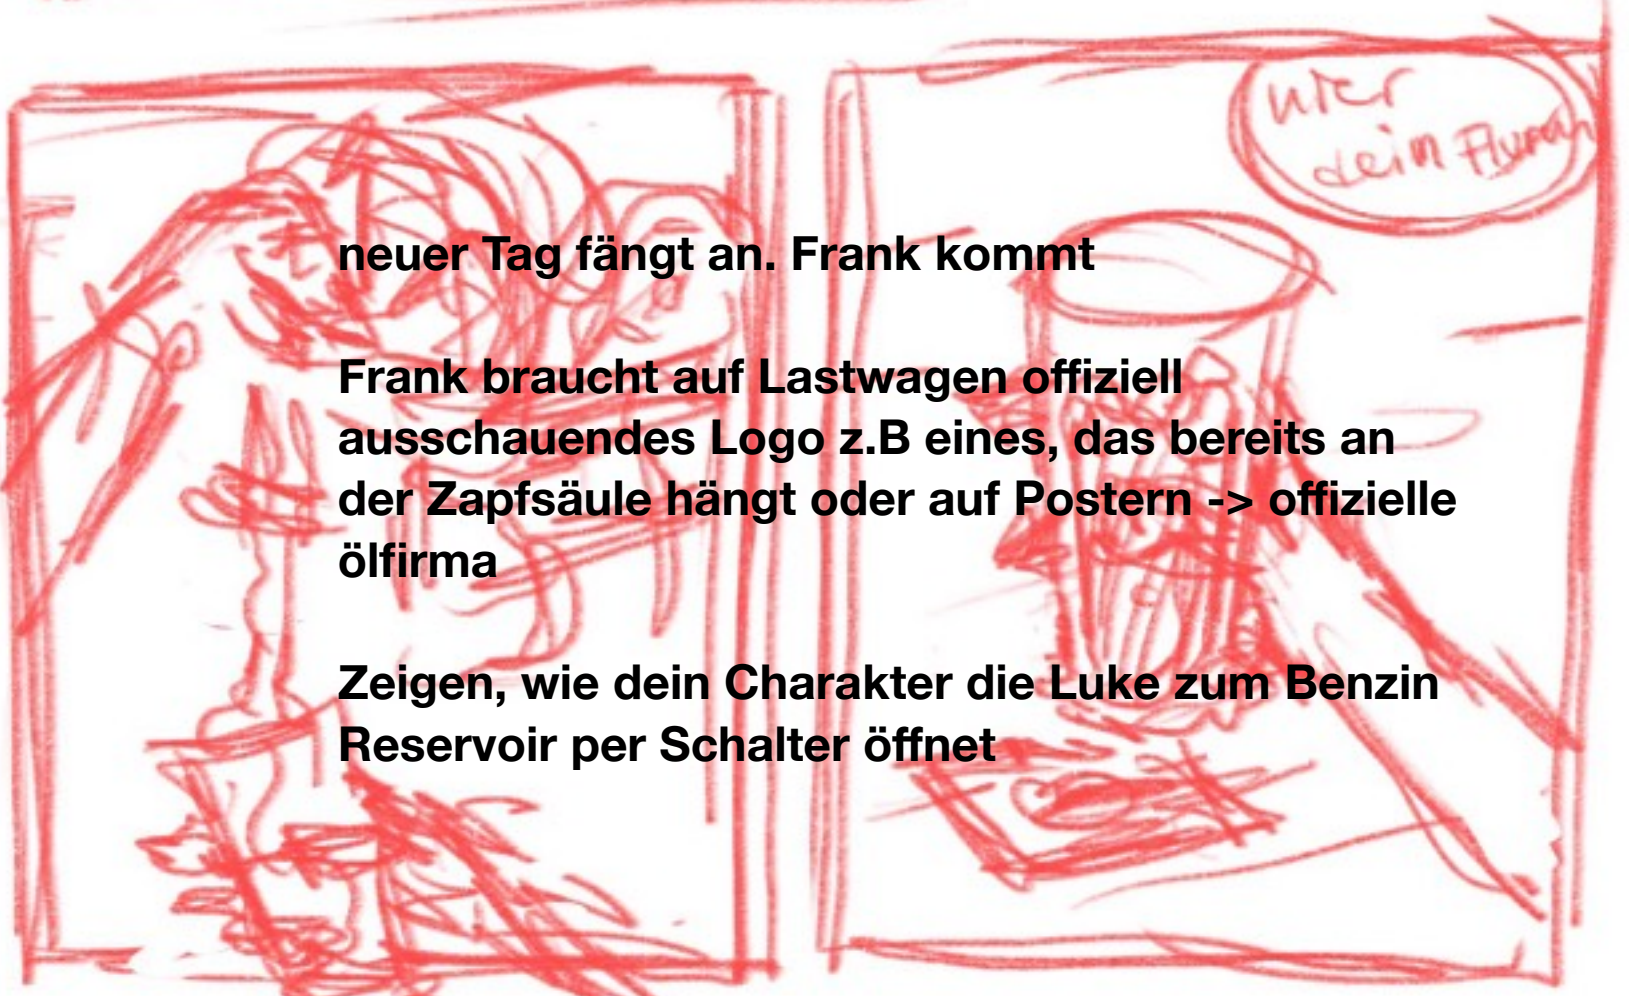 dein
neuer Tag fängt an. Frank kommt
Frank braucht auf Lastwagen offiziell
ausschauendes Logo z.B eines, das bereits an
der Zapfsäule hängt oder auf Postern -> offizielle
ölfirma
Zeigen, wie dein Charakter die Luke zum Benzin
Reservoir per Schalter öffnet